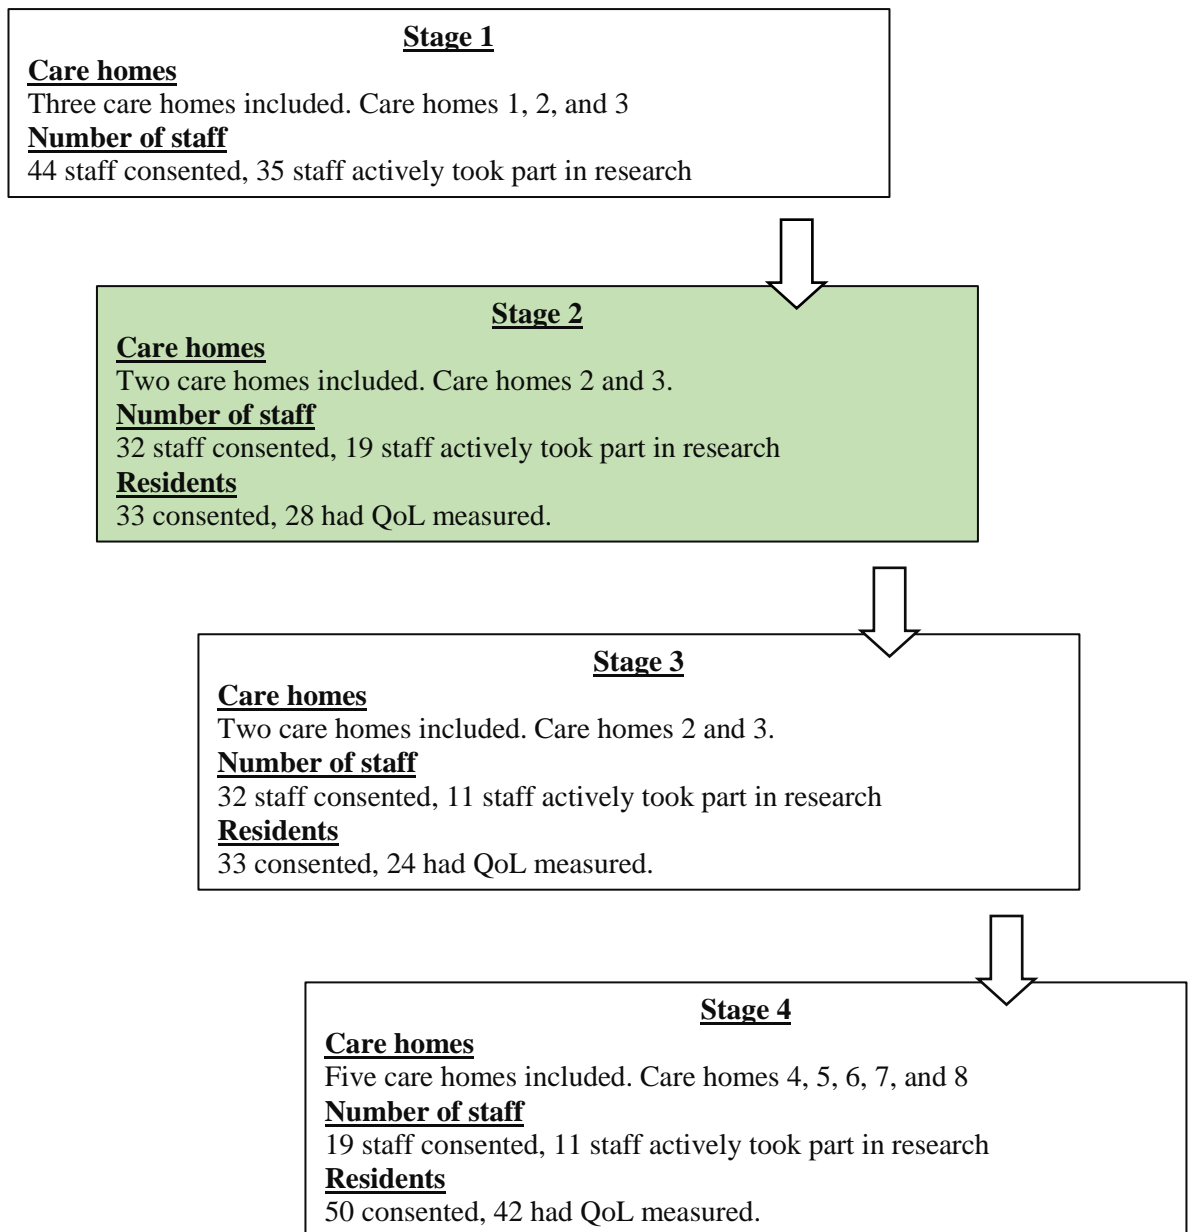 Stage 1
Care homes
Three care homes included. Care homes 1, 2, and 3
Number of staff
44 staff consented, 35 staff actively took part in research
Stage 2
Care homes
Two care homes included. Care homes 2 and 3.
Number of staff
32 staff consented, 19 staff actively took part in research
Residents
33 consented, 28 had QoL measured.
Stage 3
Care homes
Two care homes included. Care homes 2 and 3.
Number of staff
32 staff consented, 11 staff actively took part in research
Residents
33 consented, 24 had QoL measured.
Stage 4
Care homes
Five care homes included. Care homes 4, 5, 6, 7, and 8
Number of staff
19 staff consented, 11 staff actively took part in research
Residents
50 consented, 42 had QoL measured.